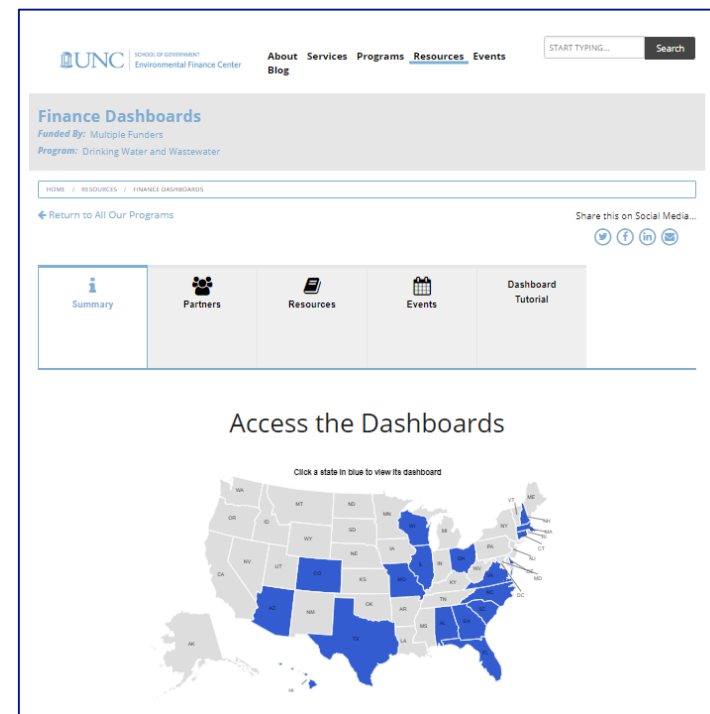 UNC
SCHOOL OF GOVERNMENT
Environmental Finance Center
About Services Programs Resources Events
Blog
START TYPING...
Search
Finance Dashboards
Funded By: Multiple Funders
Program: Drinking Water and Wastewater
HOME / RESOURCES / FINANCE DASHBOARDS
Return to All Our Programs
Share this on Social Media...
Summary
Partners
Resources
Events
Dashboard
Tutorial
Access the Dashboards
Click a state in blue to view its dashboard
WA
MT
ND
MN
VT
ME
OR
ID
SD
WI
MI
NY
NH
MA
RI
CT
WY
NE
IA
PA
NJ
NV
UT
CO
KS
MO
IL
IN
OH
WV
VA
DE
MD
DC
CA
KY
AZ
NM
OK
AR
TN
NC
SC
TX
LA
MS
AL
GA
FL
AK
HI